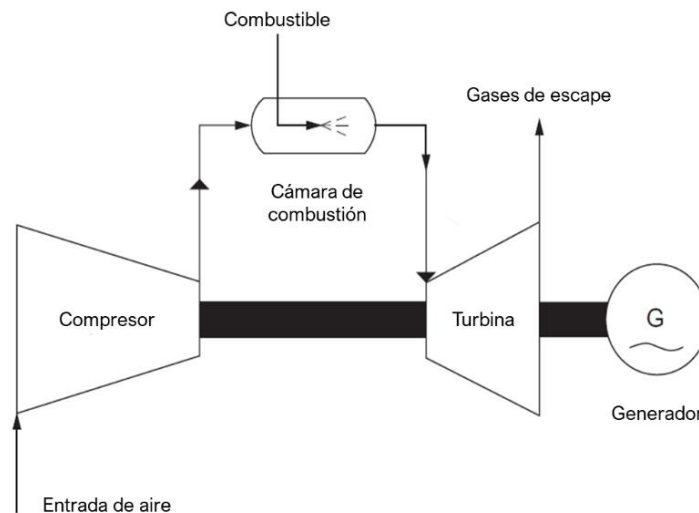 Combustible
Gases de escape
Cámara de
combustión
Compresor
Turbina
G
Generador
Entrada de aire